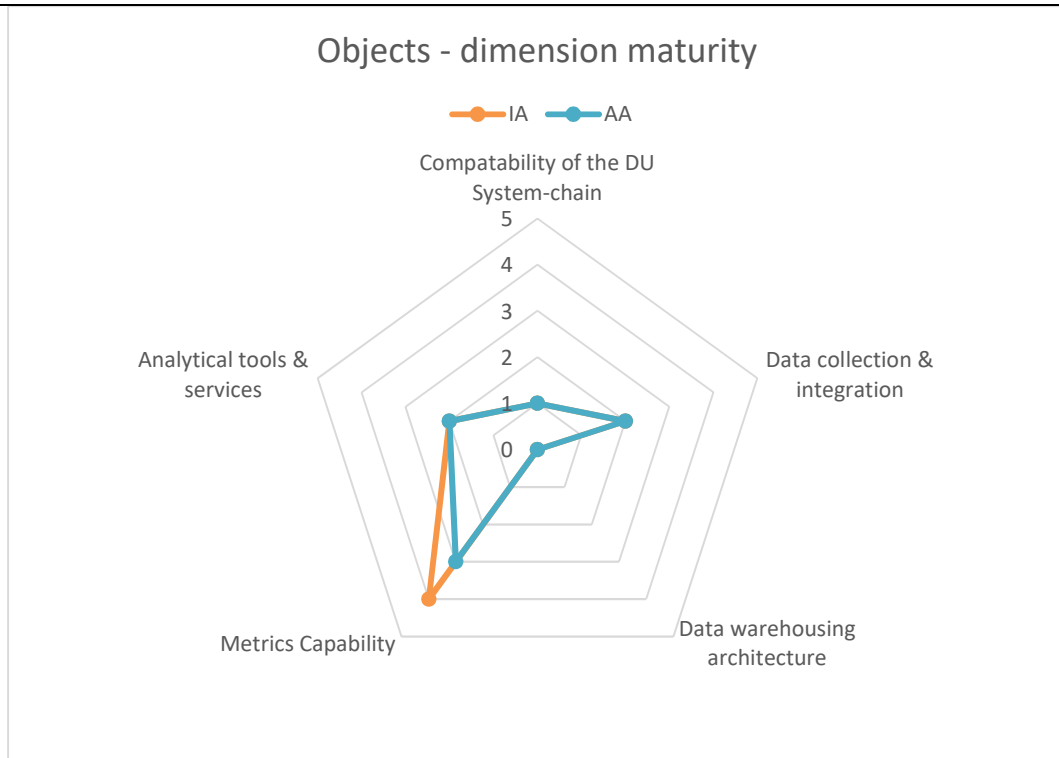 Objects - dimension maturity
IA AA
Compatability of the DU
System-chain
5
4
3
2
1
0
Data collection &
integration
Data warehousing
architecture
Metrics Capability
Analytical tools &
services